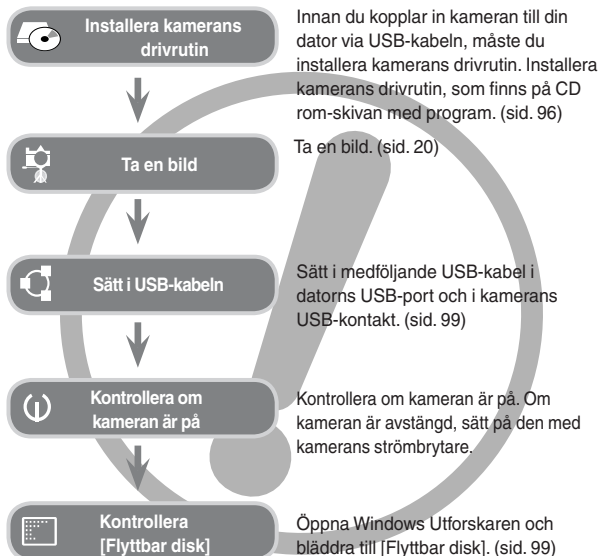 Installera kamerans
drivrutin
Innan du kopplar in kameran till din
dator via USB-kabeln, måste du
installera kamerans drivrutin. Installera
kamerans drivrutin, som finns på CD
rom-skivan med program. (sid. 96)
Ta en bild
Ta en bild. (sid. 20)
Sätt i USB-kabeln
Sätt i medföljande USB-kabel i
datorns USB-port och i kamerans
USB-kontakt. (sid. 99)
Kontrollera om
kameran är på
Kontrollera om kameran är på. Om
kameran är avstängd, sätt på den med
kamerans strömbrytare.
Kontrollera
[Flyttbar disk]
Öppna Windows Utforskaren och
bläddra till [Flyttbar disk]. (sid. 99)